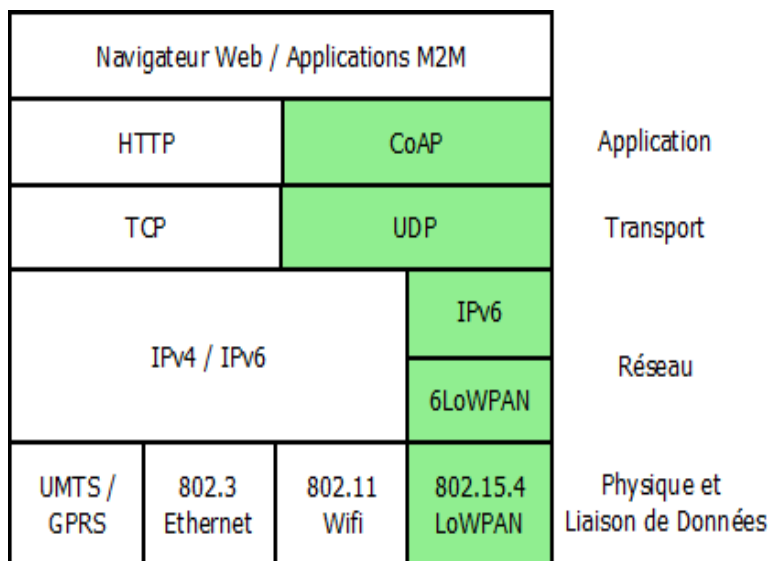 Navigateur Web / Applications M2M
HTTP
CoAP
Application
TCP
UDP
Transport
IPv4 / IPv6
IPv6
6LoWPAN
Réseau
UMTS /
GPRS
802.3
Ethernet
802.11
Wifi
802.15.4
LoWPAN
Physique et
Liaison de Données